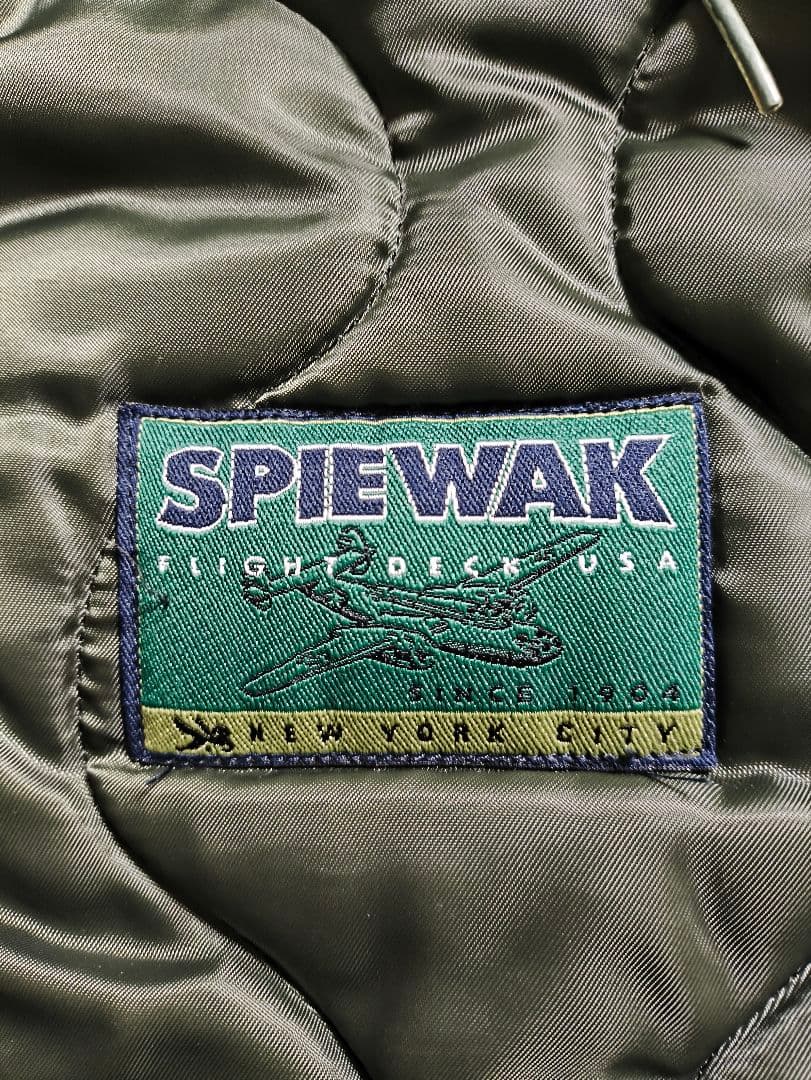 SPIEWAK
FLIGHT DECK USA
SINCE 1904
NEW YORK CITY